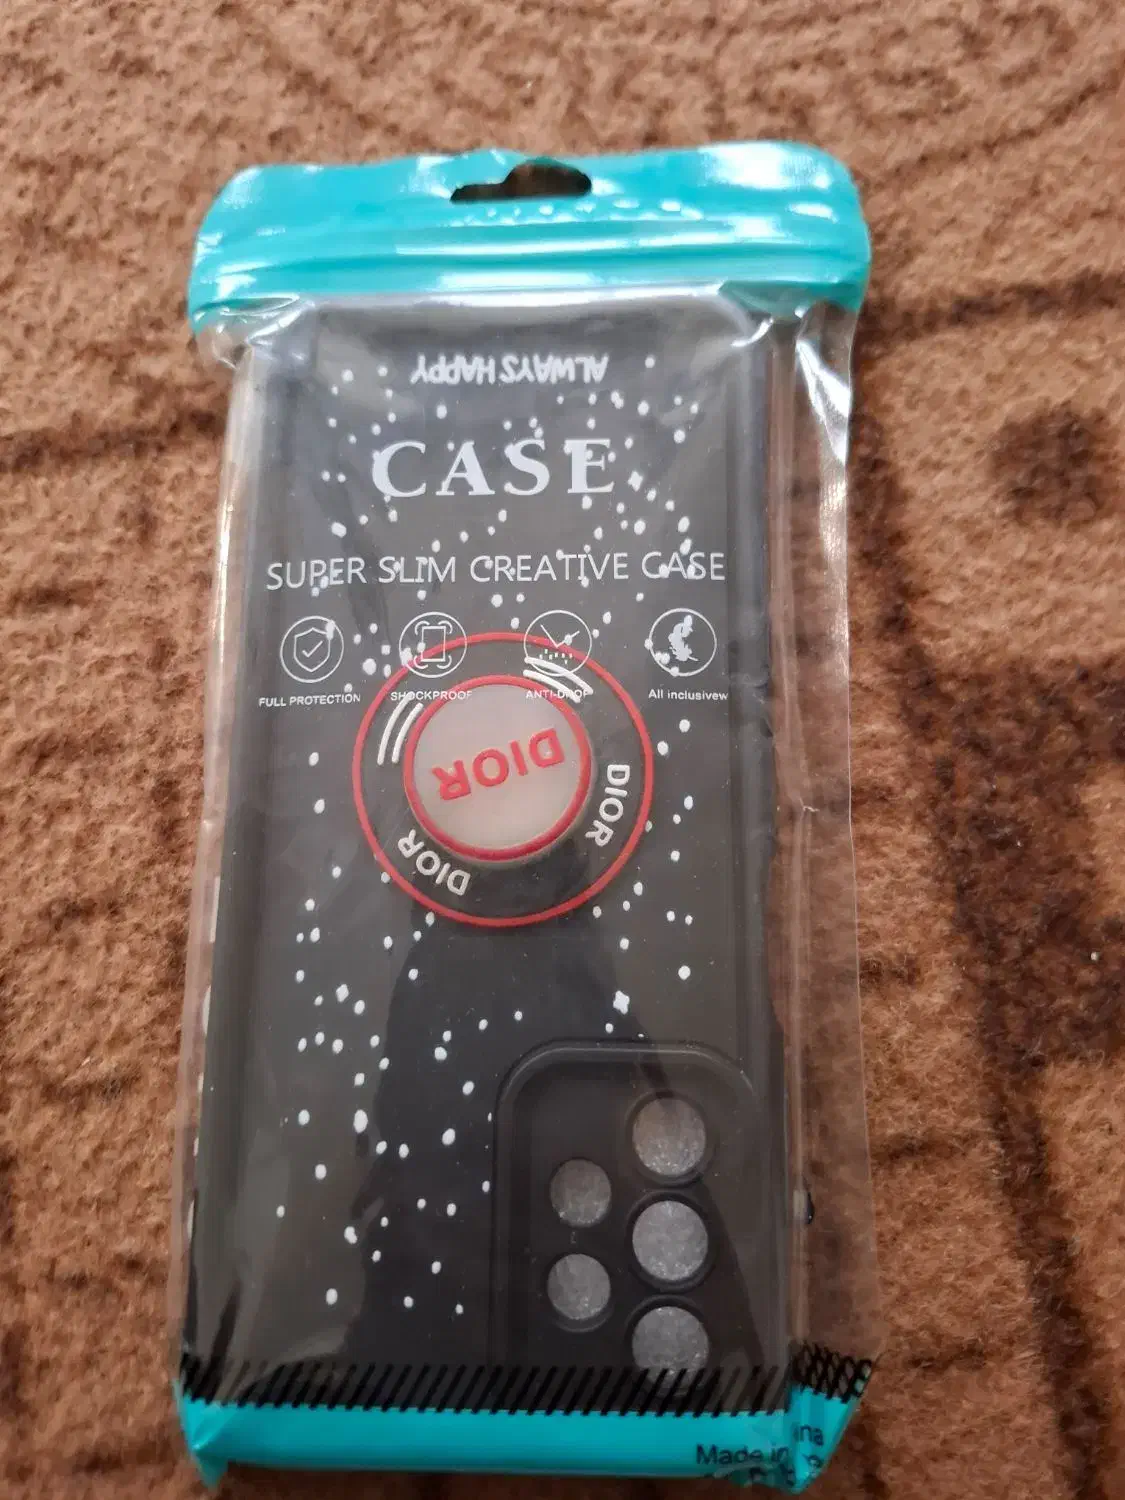 ALWAYS HAPPY
CASE
SUPER SLIM CREATIVE CASE
FULL PROTECTION
SHOCKPROOF
ANTI-DROP
All inclusivew
DIOR
DIOR
DIOR
Made in